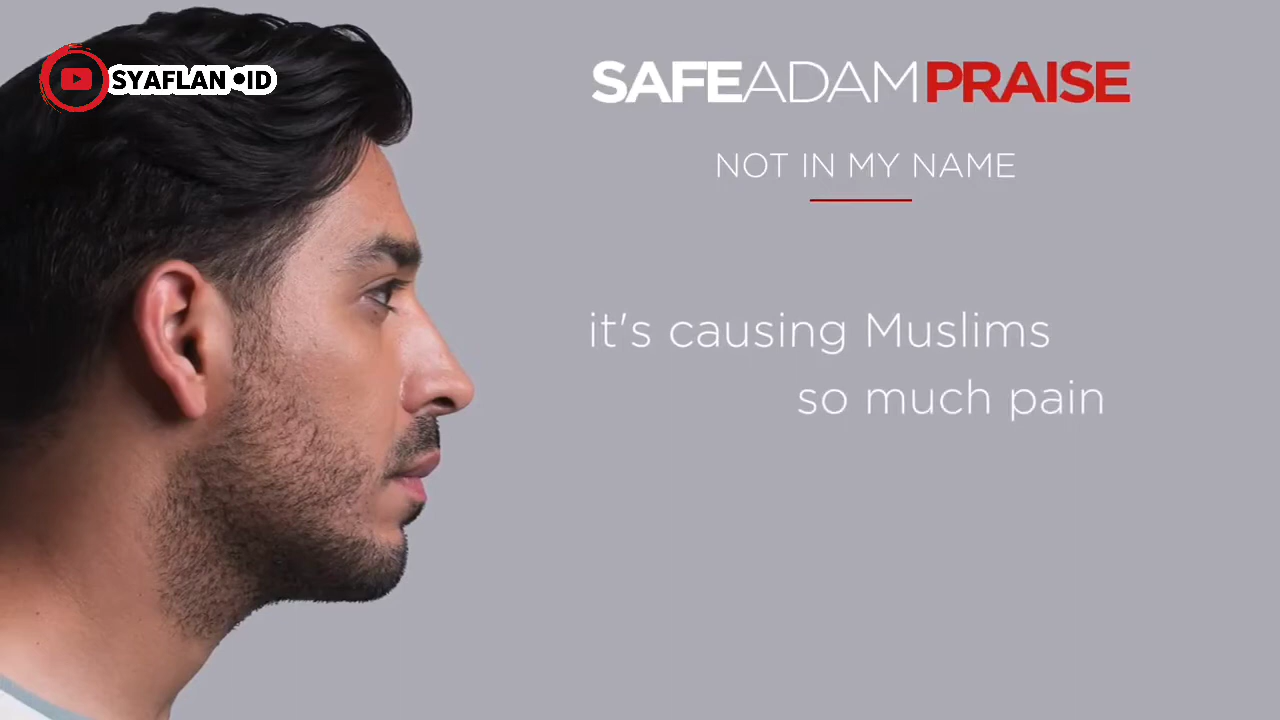 SYAFLAN•ID
SAFEADAMPRAISE
NOT IN MY NAME
it's causing Muslims
so much pain